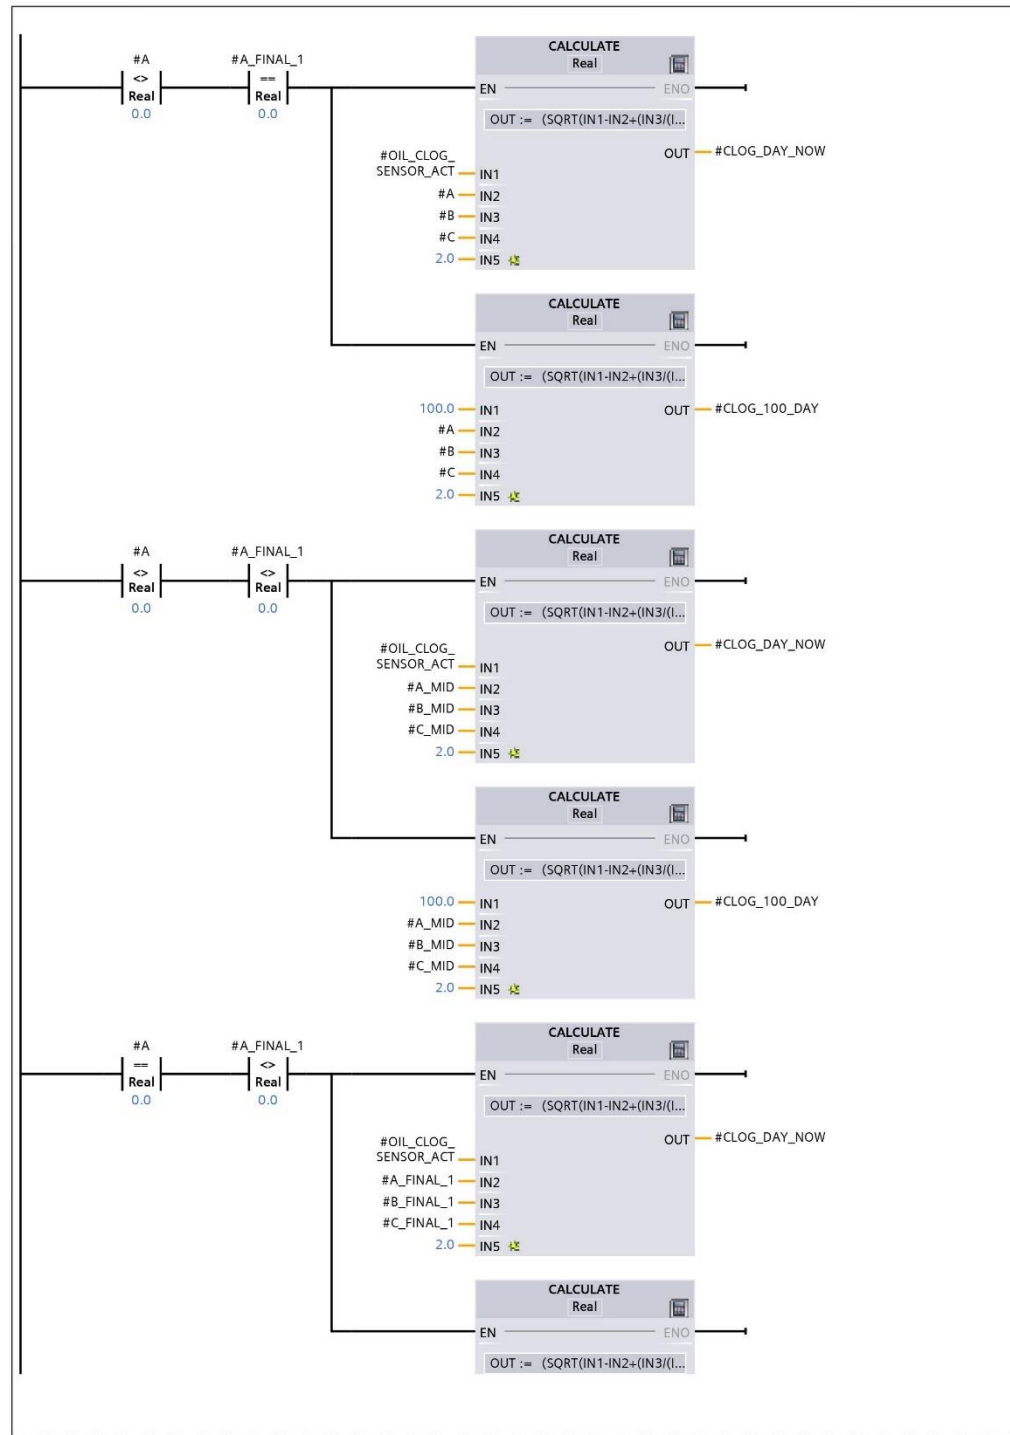 #A
<>
Real
0.0
#A_FINAL_1
==
Real
0.0
CALCULATE
Real
EN
ENO
OUT := (SQRT(IN1-IN2+(IN3/(I...
#OIL_CLOG_
SENSOR_ACT IN1
#A IN2
#B IN3
#C IN4
2.0 IN5
OUT #CLOG_DAY_NOW
CALCULATE
Real
EN
ENO
OUT := (SQRT(IN1-IN2+(IN3/(I...
100.0 IN1
#A IN2
#B IN3
#C IN4
2.0 IN5
OUT #CLOG_100_DAY
#A
<>
Real
0.0
#A_FINAL_1
<>
Real
0.0
CALCULATE
Real
EN
ENO
OUT := (SQRT(IN1-IN2+(IN3/(I...
#OIL_CLOG_
SENSOR_ACT IN1
#A_MID IN2
#B_MID IN3
#C_MID IN4
2.0 IN5
OUT #CLOG_DAY_NOW
CALCULATE
Real
EN
ENO
OUT := (SQRT(IN1-IN2+(IN3/(I...
100.0 IN1
#A_MID IN2
#B_MID IN3
#C_MID IN4
2.0 IN5
OUT #CLOG_100_DAY
#A
==
Real
0.0
#A_FINAL_1
<>
Real
0.0
CALCULATE
Real
EN
ENO
OUT := (SQRT(IN1-IN2+(IN3/(I...
#OIL_CLOG_
SENSOR_ACT IN1
#A_FINAL_1 IN2
#B_FINAL_1 IN3
#C_FINAL_1 IN4
2.0 IN5
OUT #CLOG_DAY_NOW
CALCULATE
Real
EN
ENO
OUT := (SQRT(IN1-IN2+(IN3/(I...